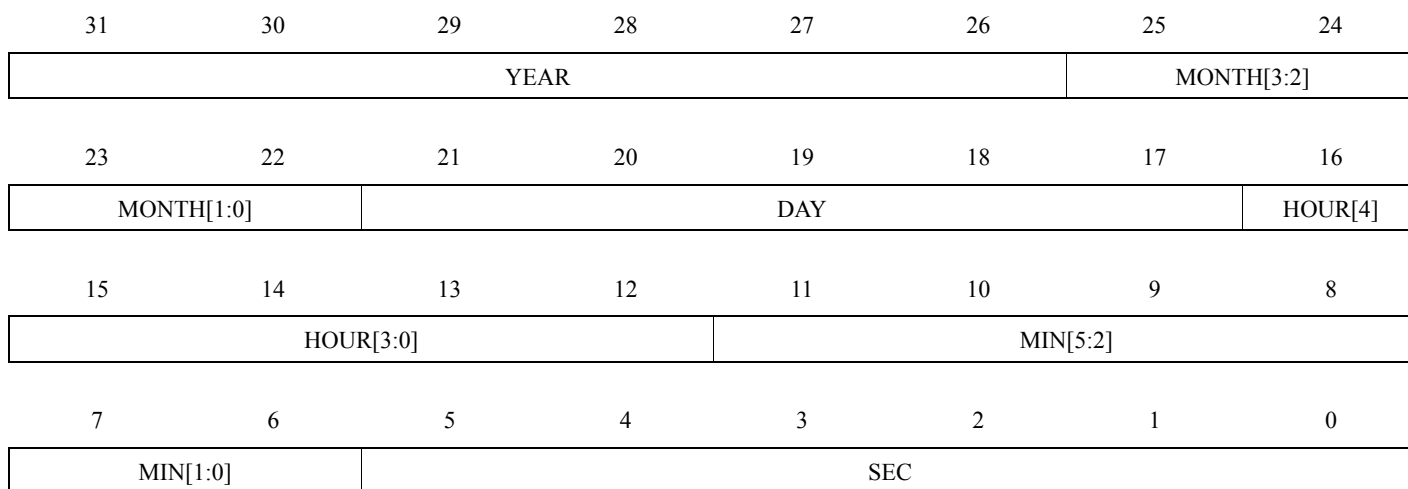 31 30 29 28 27 26 25 24
YEAR MONTH[3:2]
23 22 21 20 19 18 17 16
MONTH[1:0] DAY HOUR[4]
15 14 13 12 11 10 9 8
HOUR[3:0] MIN[5:2]
7 6 5 4 3 2 1 0
MIN[1:0] SEC